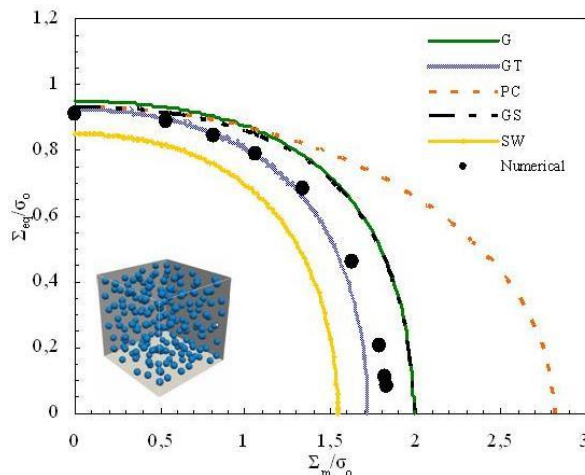 1,2
1
0,8
0,6
0,4
0,2
0
Σeq/σo
G
GT
PC
GS
SW
Numerical
0 0,5 1 1,5 2 2,5 3
Σm/σo